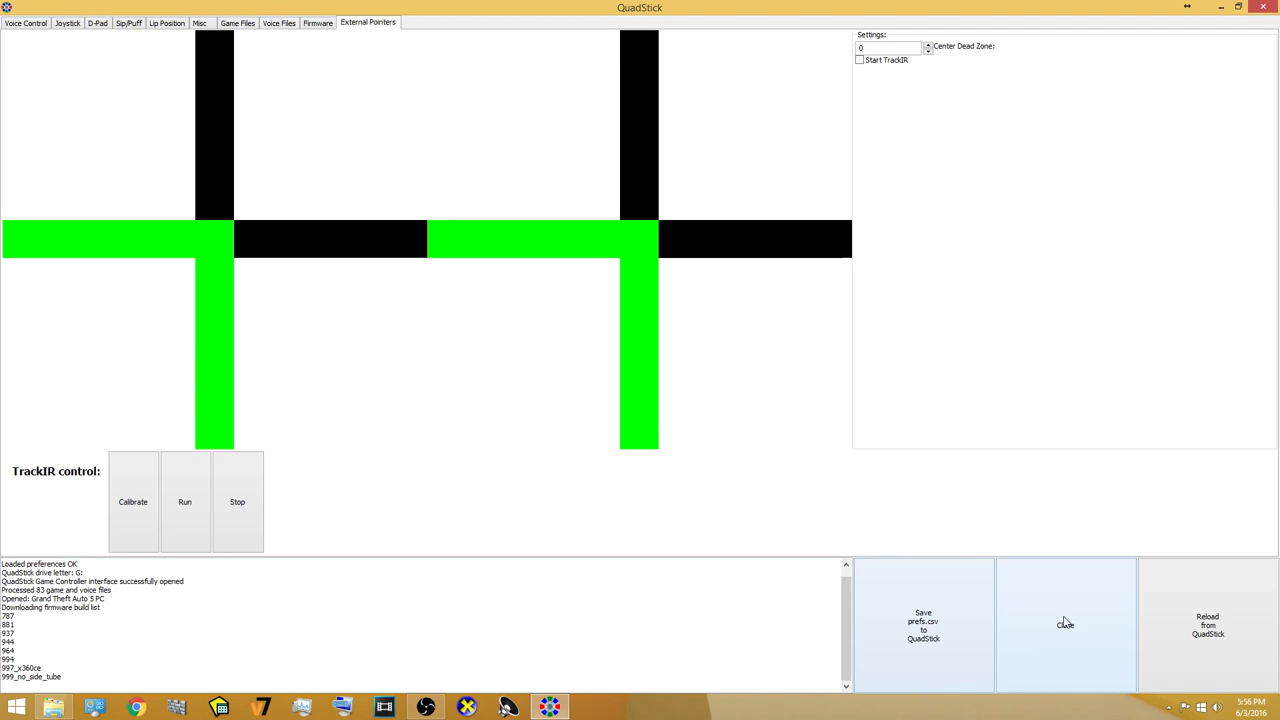 QuadStick
Voice Control Joystick D-Pad Sip/Puff Lip Position Misc Game Files Voice Files Firmware External Pointers
Settings:
0 Center Dead Zone:
Start TrackIR
TrackIR control:
Calibrate Run Stop
Loaded preferences OK
QuadStick drive letter: G:
QuadStick Game Controller interface successfully opened
Processed 83 game and voice files
Opened: Grand Theft Auto 5 PC
Downloading firmware build list
787
881
937
944
964
994
997_x360ce
999_no_side_tube
Save
prefs.csv
to
QuadStick
Close
Reload
from
QuadStick
5:56 PM
6/3/2016